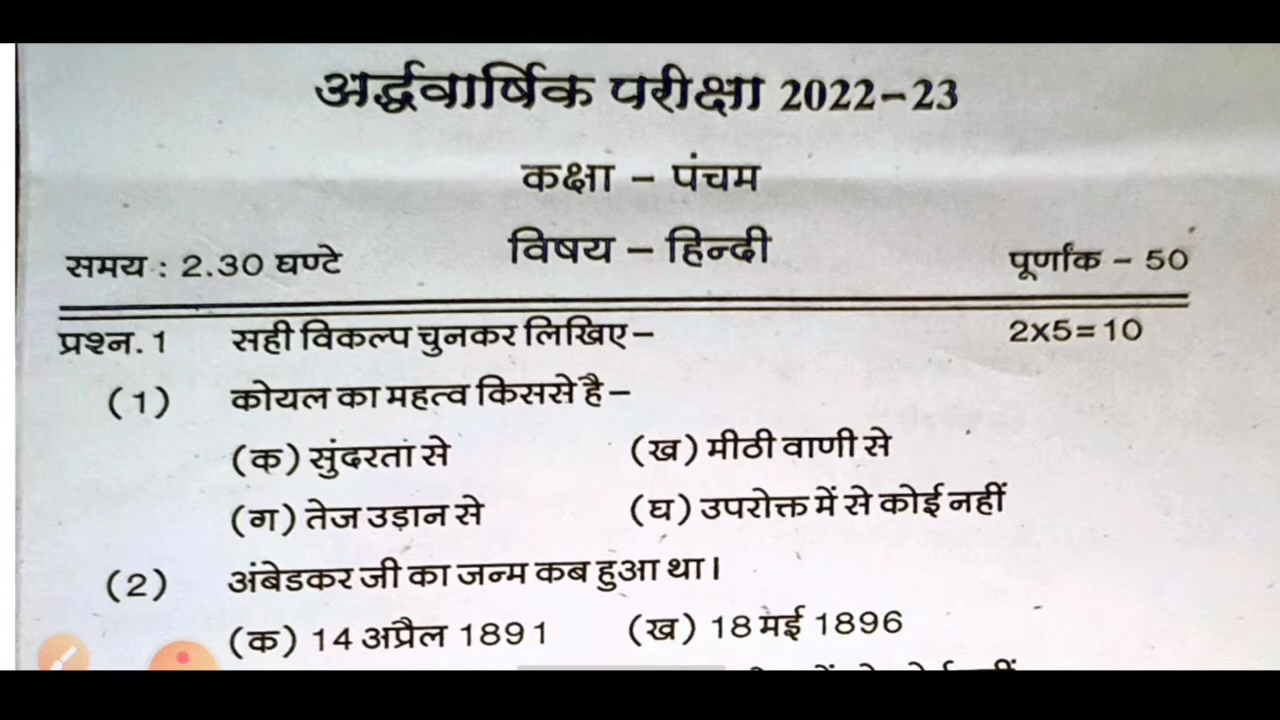 अर्द्धवार्षिक परीक्षा 2022-23
कक्षा - पंचम
विषय - हिन्दी
समय : 2.30 घण्टे पूर्णांक - 50
प्रश्न.1 सही विकल्प चुनकर लिखिए- 2x5=10
(1) कोयल का महत्व किससे है-
(क) सुंदरता से (ख) मीठी वाणी से
(ग) तेज उड़ान से (घ) उपरोक्त में से कोई नहीं
(2) अंबेडकर जी का जन्म कब हुआ था।
(क) 14 अप्रैल 1891 (ख) 18 मई 1896